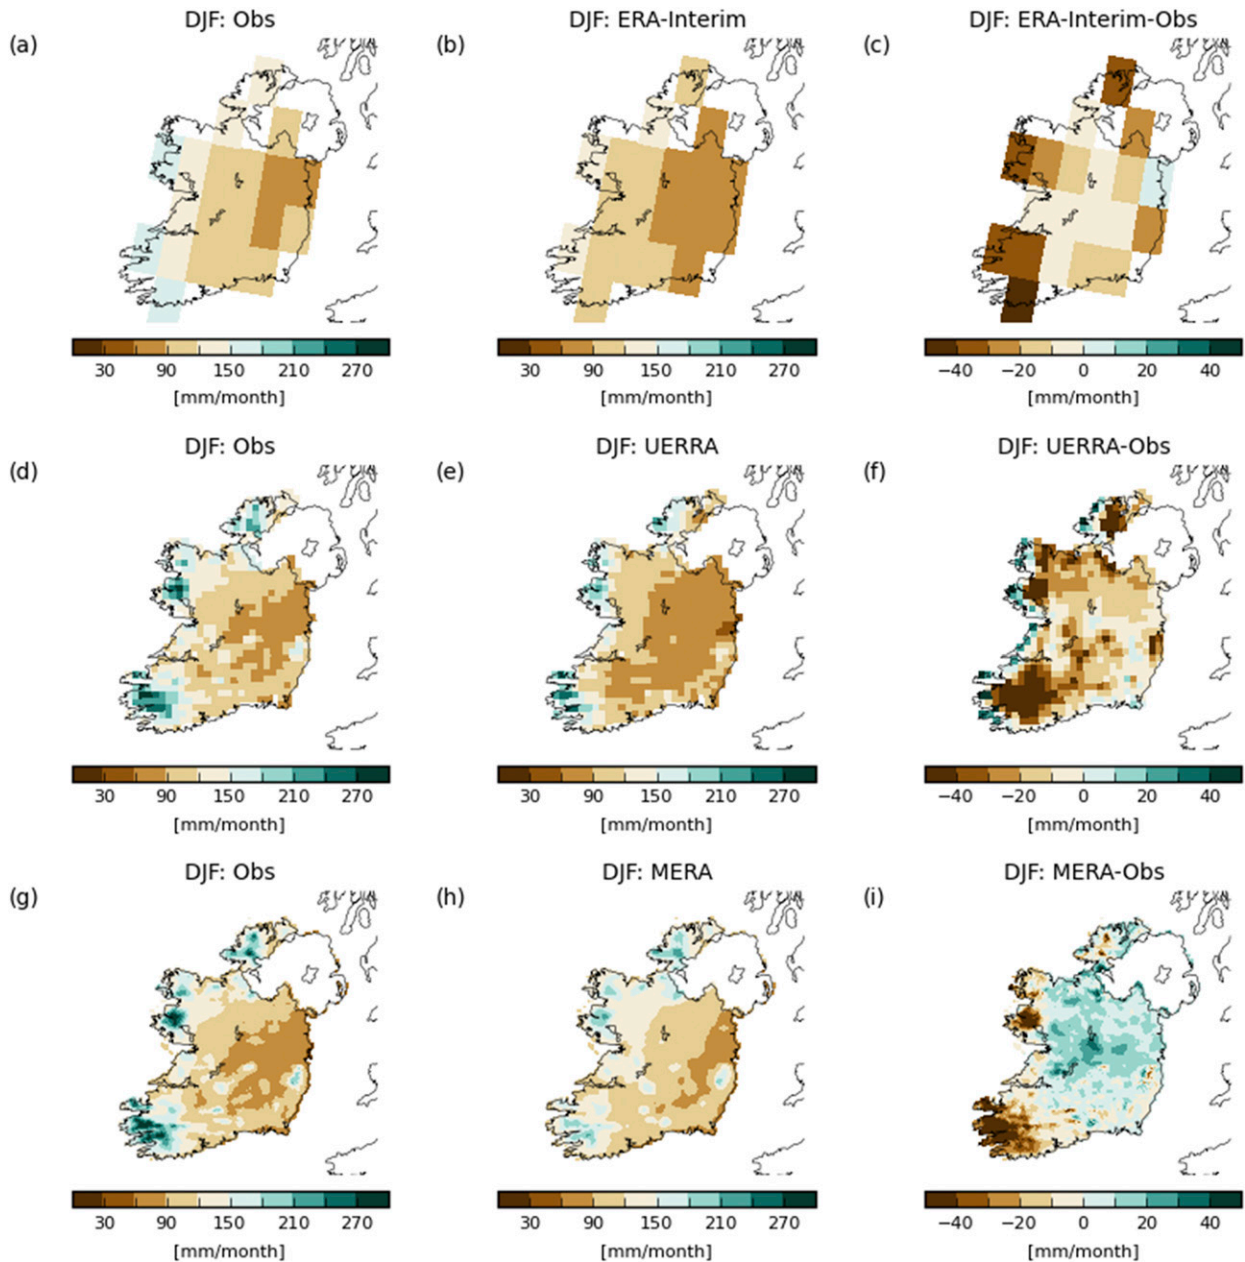 DJF: Obs DJF: ERA-Interim DJF: ERA-Interim-Obs
(a) (b) (c)
30 90 150 210 270 30 90 150 210 270 −40 −20 0 20 40
[mm/month] [mm/month] [mm/month]
DJF: Obs DJF: UERRA DJF: UERRA-Obs
(d) (e) (f)
30 90 150 210 270 30 90 150 210 270 −40 −20 0 20 40
[mm/month] [mm/month] [mm/month]
DJF: Obs DJF: MERA DJF: MERA-Obs
(g) (h) (i)
30 90 150 210 270 30 90 150 210 270 −40 −20 0 20 40
[mm/month] [mm/month] [mm/month]